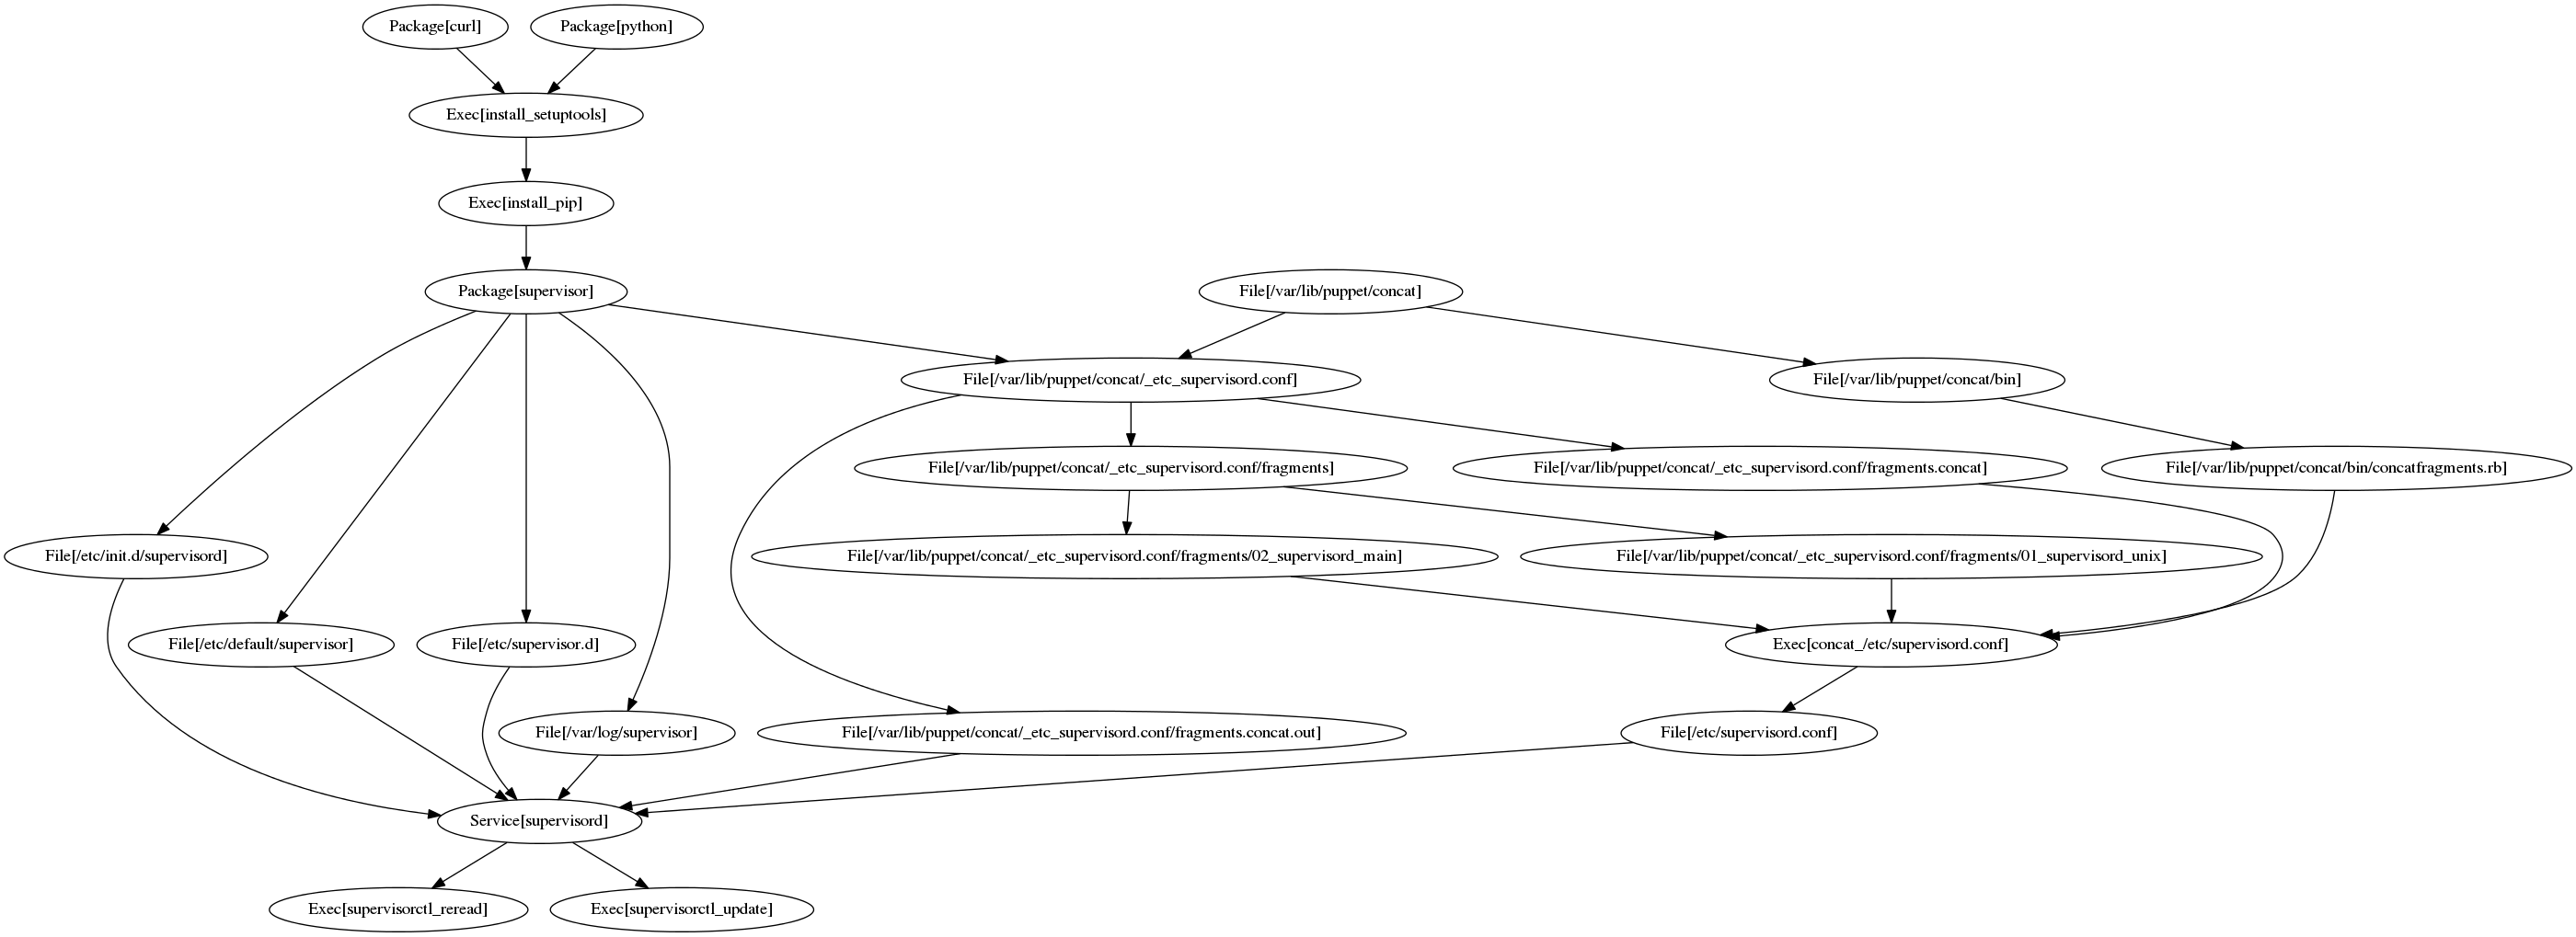 Package[curl]
Package[python]
Exec[install_setuptools]
Exec[install_pip]
Package[supervisor]
File[/var/lib/puppet/concat]
File[/var/lib/puppet/concat/_etc_supervisord.conf]
File[/var/lib/puppet/concat/bin]
File[/var/lib/puppet/concat/_etc_supervisord.conf/fragments]
File[/var/lib/puppet/concat/_etc_supervisord.conf/fragments.concat]
File[/var/lib/puppet/concat/bin/concatfragments.rb]
File[/etc/init.d/supervisord]
File[/var/lib/puppet/concat/_etc_supervisord.conf/fragments/02_supervisord_main]
File[/var/lib/puppet/concat/_etc_supervisord.conf/fragments/01_supervisord_unix]
File[/etc/default/supervisor]
File[/etc/supervisor.d]
Exec[concat_/etc/supervisord.conf]
File[/var/log/supervisor]
File[/var/lib/puppet/concat/_etc_supervisord.conf/fragments.concat.out]
File[/etc/supervisord.conf]
Service[supervisord]
Exec[supervisorctl_reread]
Exec[supervisorctl_update]